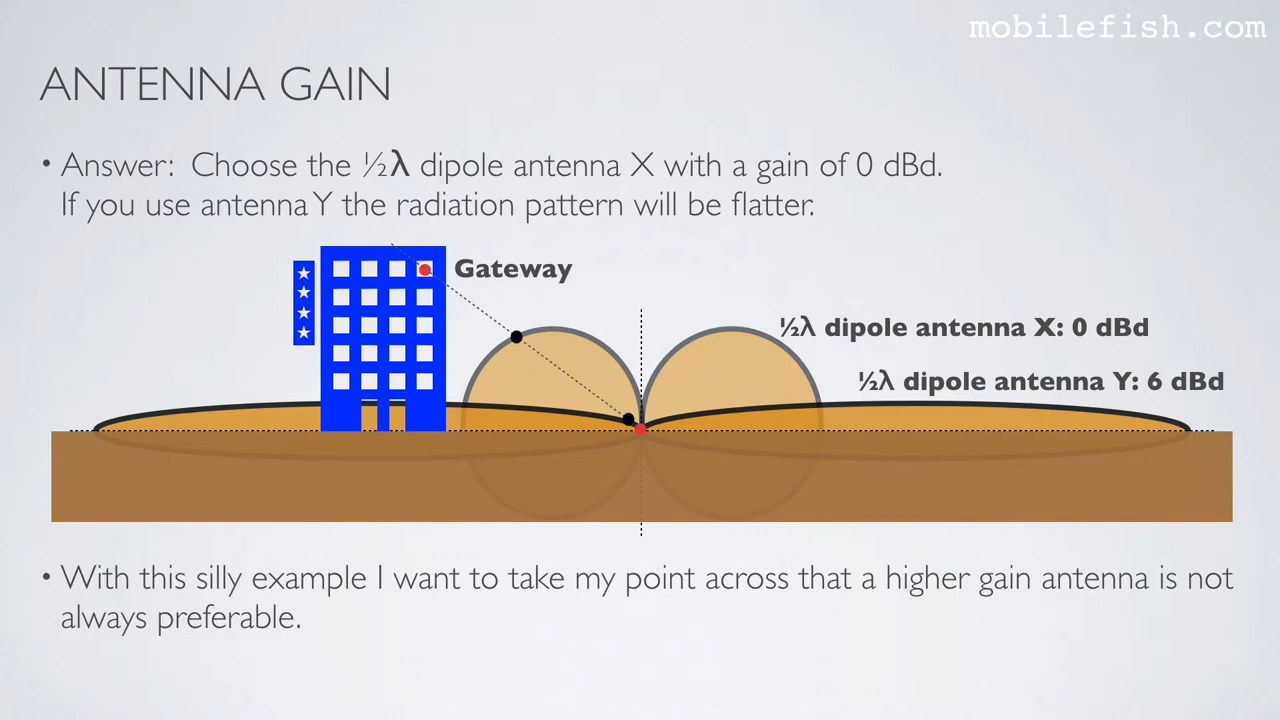 mobilefish.com
ANTENNA GAIN
• Answer: Choose the ½λ dipole antenna X with a gain of 0 dBd.
If you use antenna Y the radiation pattern will be flatter.
Gateway
½λ dipole antenna X: 0 dBd
½λ dipole antenna Y: 6 dBd
• With this silly example I want to take my point across that a higher gain antenna is not
always preferable.